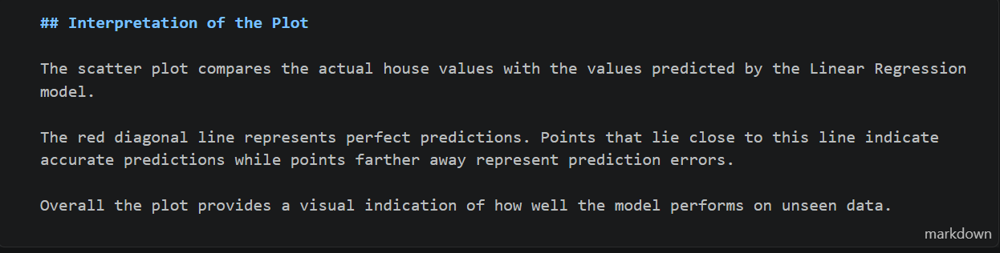 ## Interpretation of the Plot
The scatter plot compares the actual house values with the values predicted by the Linear Regression
model.
The red diagonal line represents perfect predictions. Points that lie close to this line indicate
accurate predictions while points farther away represent prediction errors.
Overall the plot provides a visual indication of how well the model performs on unseen data.
markdown